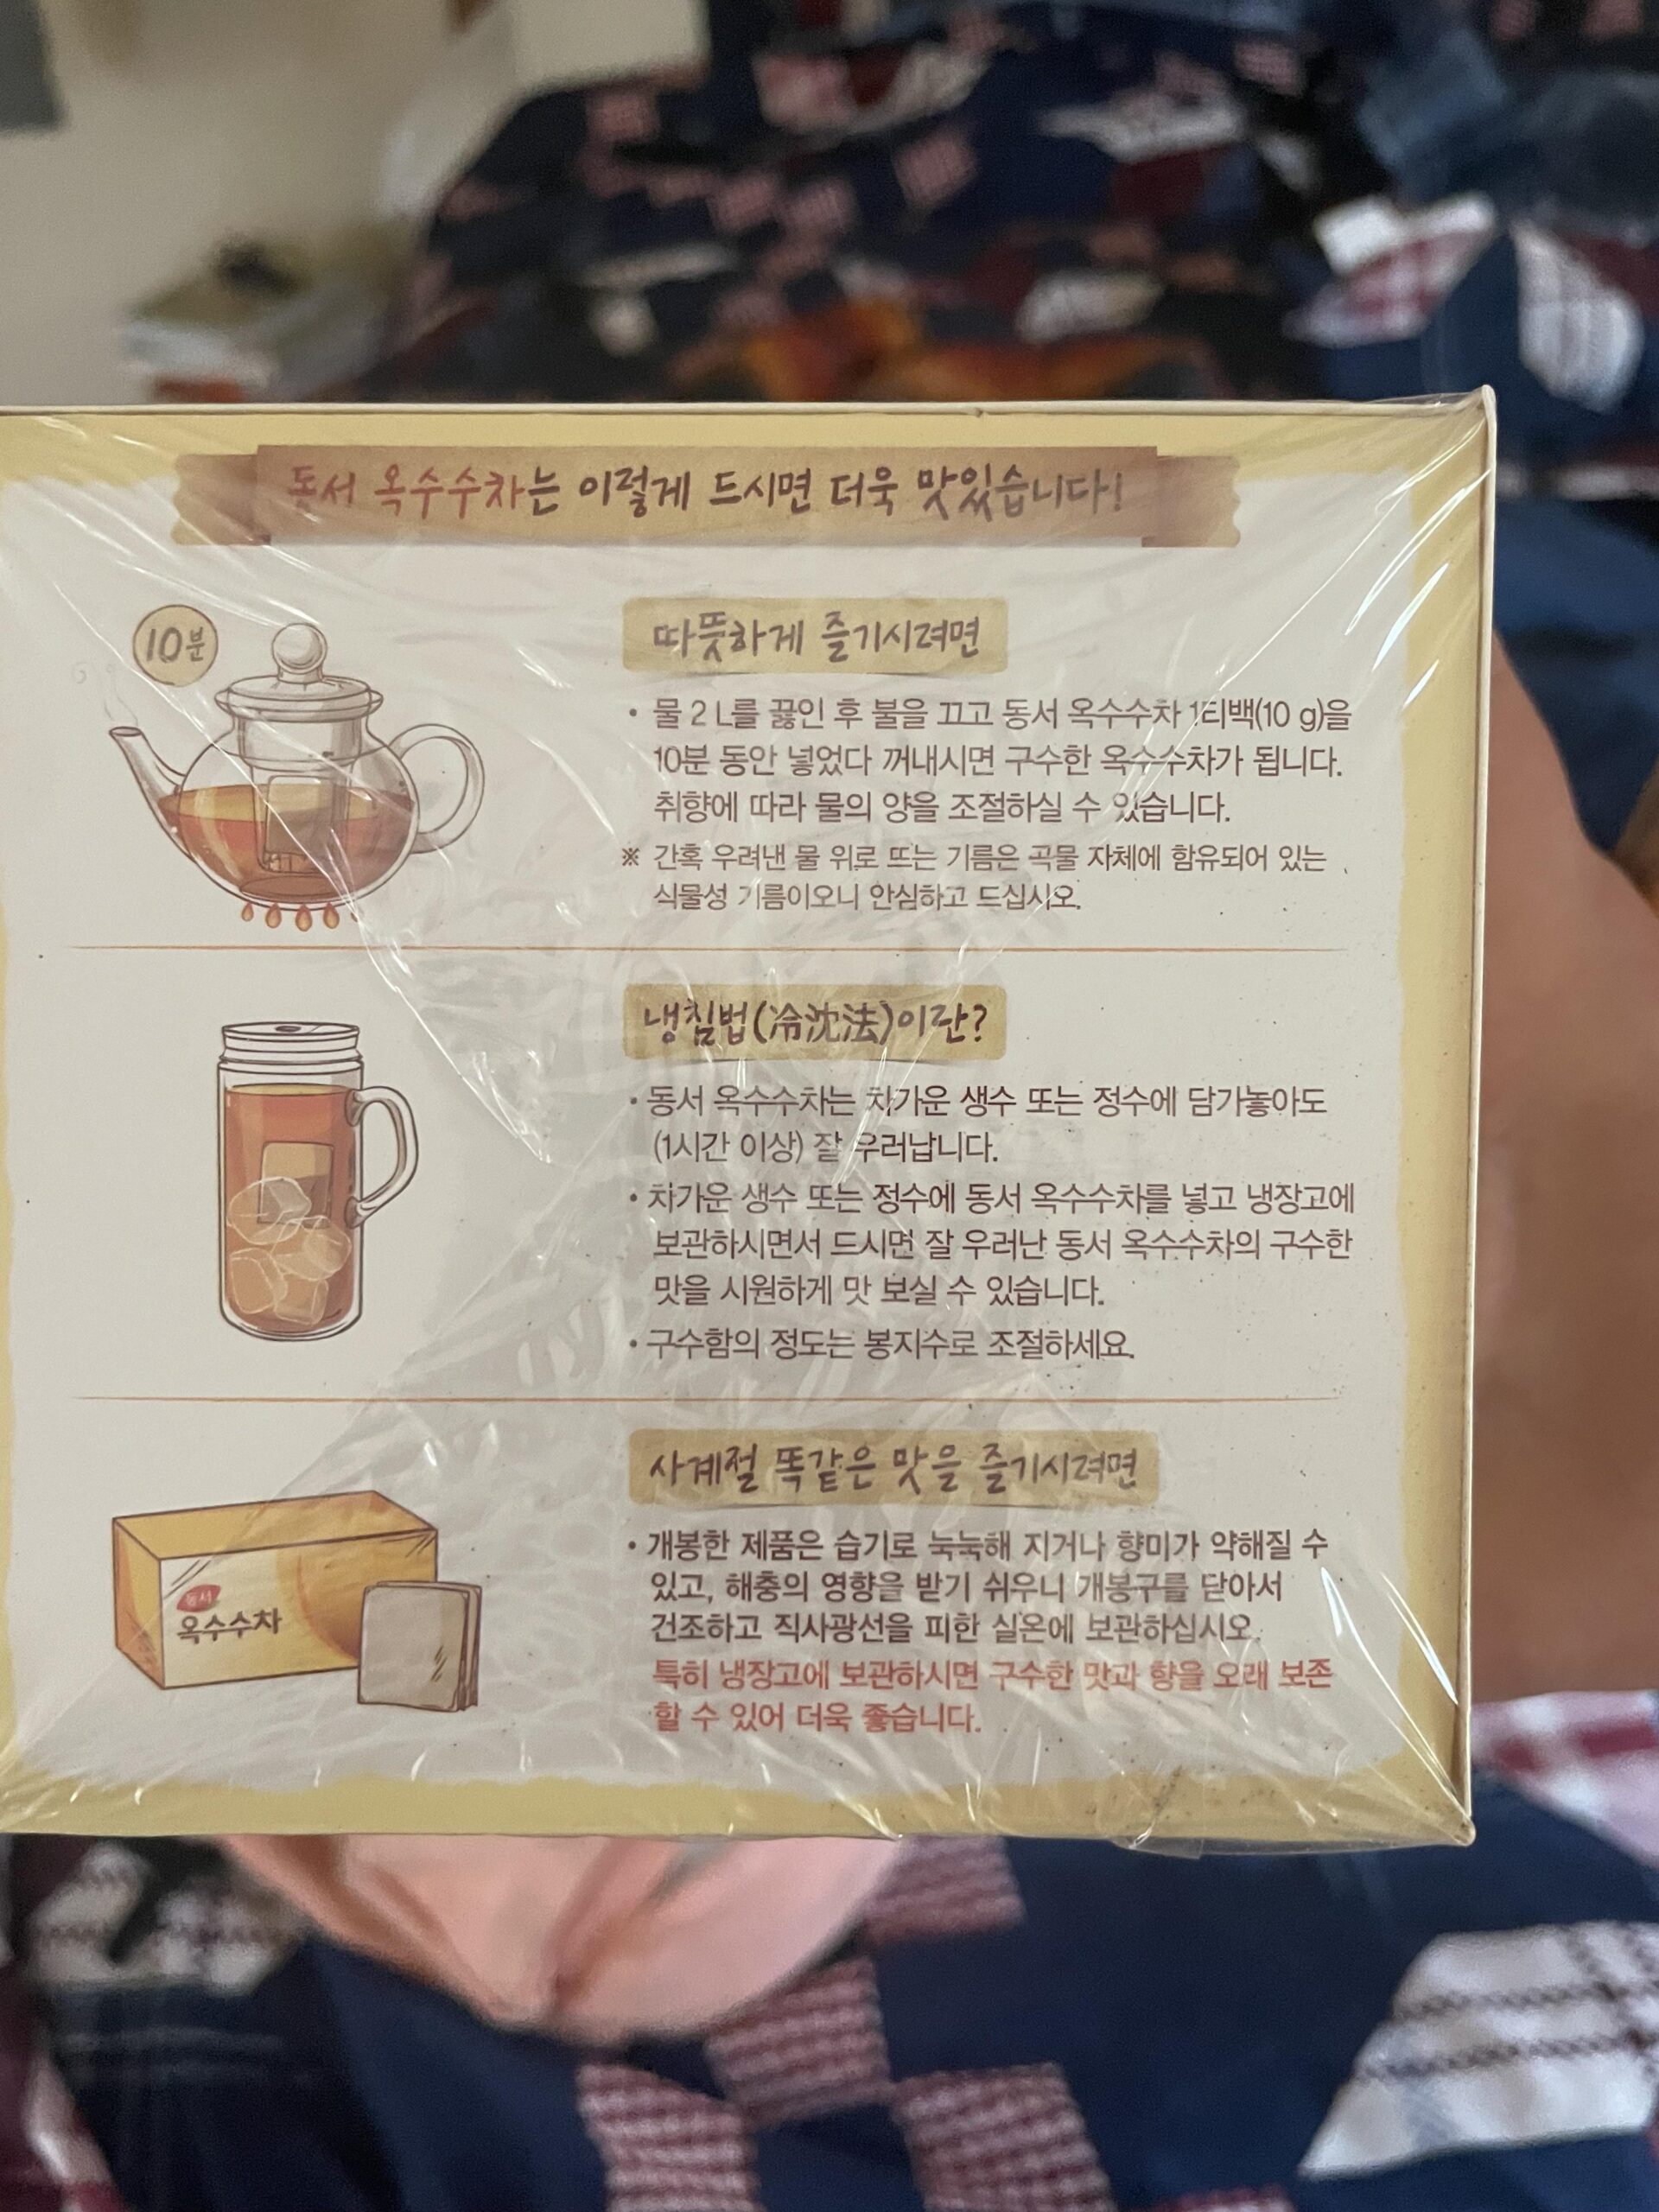 동서 옥수수차는 이렇게 드시면 더욱 맛있습니다!
10분
따뜻하게 즐기시려면
• 물 2 L를 끓인 후 불을 끄고 동서 옥수수차 1티백(10 g)을
10분 동안 넣었다 꺼내시면 구수한 옥수수차가 됩니다.
취향에 따라 물의 양을 조절하실 수 있습니다.
※ 간혹 우려낸 물 위로 뜨는 기름은 곡물 자체에 함유되어 있는
식물성 기름이오니 안심하고 드십시오.
냉침법(冷沈法)이란?
• 동서 옥수수차는 차가운 생수 또는 정수에 담가놓아도
(1시간 이상) 잘 우러납니다.
• 차가운 생수 또는 정수에 동서 옥수수차를 넣고 냉장고에
보관하시면서 드시면 잘 우러난 동서 옥수수차의 구수한
맛을 시원하게 맛 보실 수 있습니다.
• 구수함의 정도는 봉지수로 조절하세요.
사계절 똑같은 맛을 즐기시려면
• 개봉한 제품은 습기로 눅눅해 지거나 향미가 약해질 수
있고, 해충의 영향을 받기 쉬우니 개봉구를 닫아서
건조하고 직사광선을 피한 실온에 보관하십시오.
특히 냉장고에 보관하시면 구수한 맛과 향을 오래 보존
할 수 있어 더욱 좋습니다.
동서
옥수수차